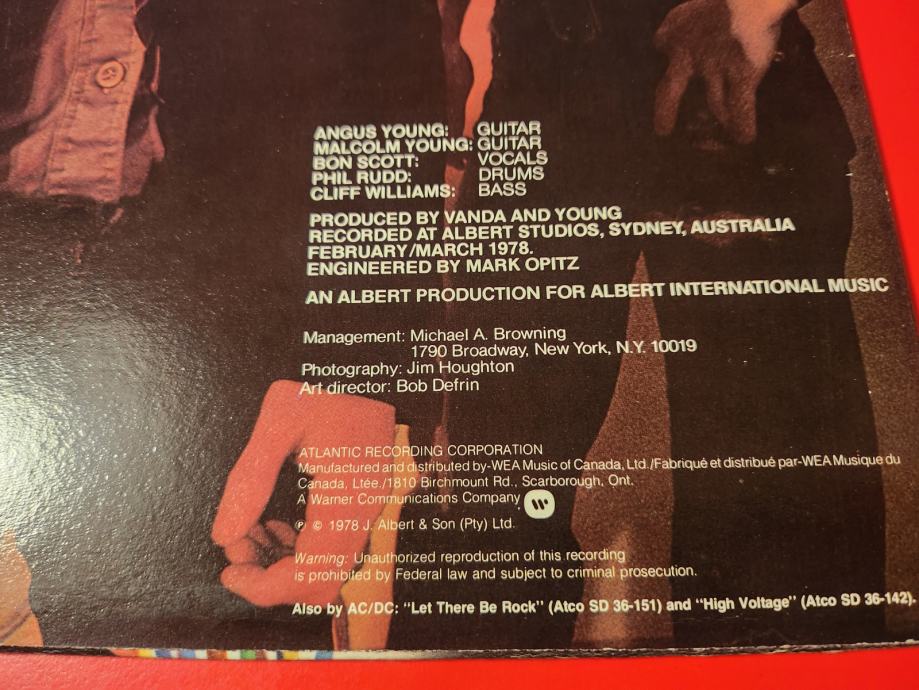 ANGUS YOUNG: GUITAR
MALCOLM YOUNG: GUITAR
BON SCOTT: VOCALS
PHIL RUDD: DRUMS
CLIFF WILLIAMS: BASS
PRODUCED BY VANDA AND YOUNG
RECORDED AT ALBERT STUDIOS, SYDNEY, AUSTRALIA
FEBRUARY/MARCH 1978.
ENGINEERED BY MARK OPITZ
AN ALBERT PRODUCTION FOR ALBERT INTERNATIONAL MUSIC
Management: Michael A. Browning
1790 Broadway, New York, N.Y. 10019
Photography: Jim Houghton
Art director: Bob Defrin
ATLANTIC RECORDING CORPORATION
Manufactured and distributed by-WEA Music of Canada, Ltd./Fabriqué et distribué par-WEA Musique du
Canada, Ltée./1810 Birchmount Rd., Scarborough, Ont.
A Warner Communications Company
℗ © 1978 J. Albert & Son (Pty) Ltd.
Warning: Unauthorized reproduction of this recording
is prohibited by Federal law and subject to criminal prosecution.
Also by AC/DC: "Let There Be Rock" (Atco SD 36-151) and "High Voltage" (Atco SD 36-142).